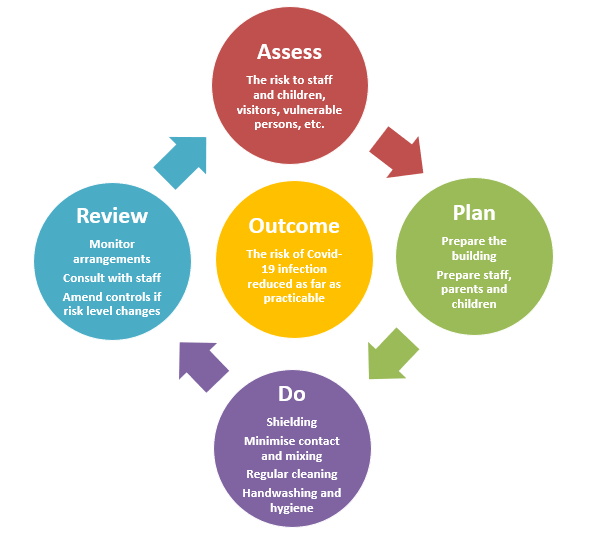 Assess
The risk to staff
and children,
visitors, vulnerable
persons, etc.
Plan
Prepare the
building
Prepare staff,
parents and
children
Do
Shielding
Minimise contact
and mixing
Regular cleaning
Handwashing and
hygiene
Review
Monitor
arrangements
Consult with staff
Amend controls if
risk level changes
Outcome
The risk of Covid-
19 infection
reduced as far as
practicable